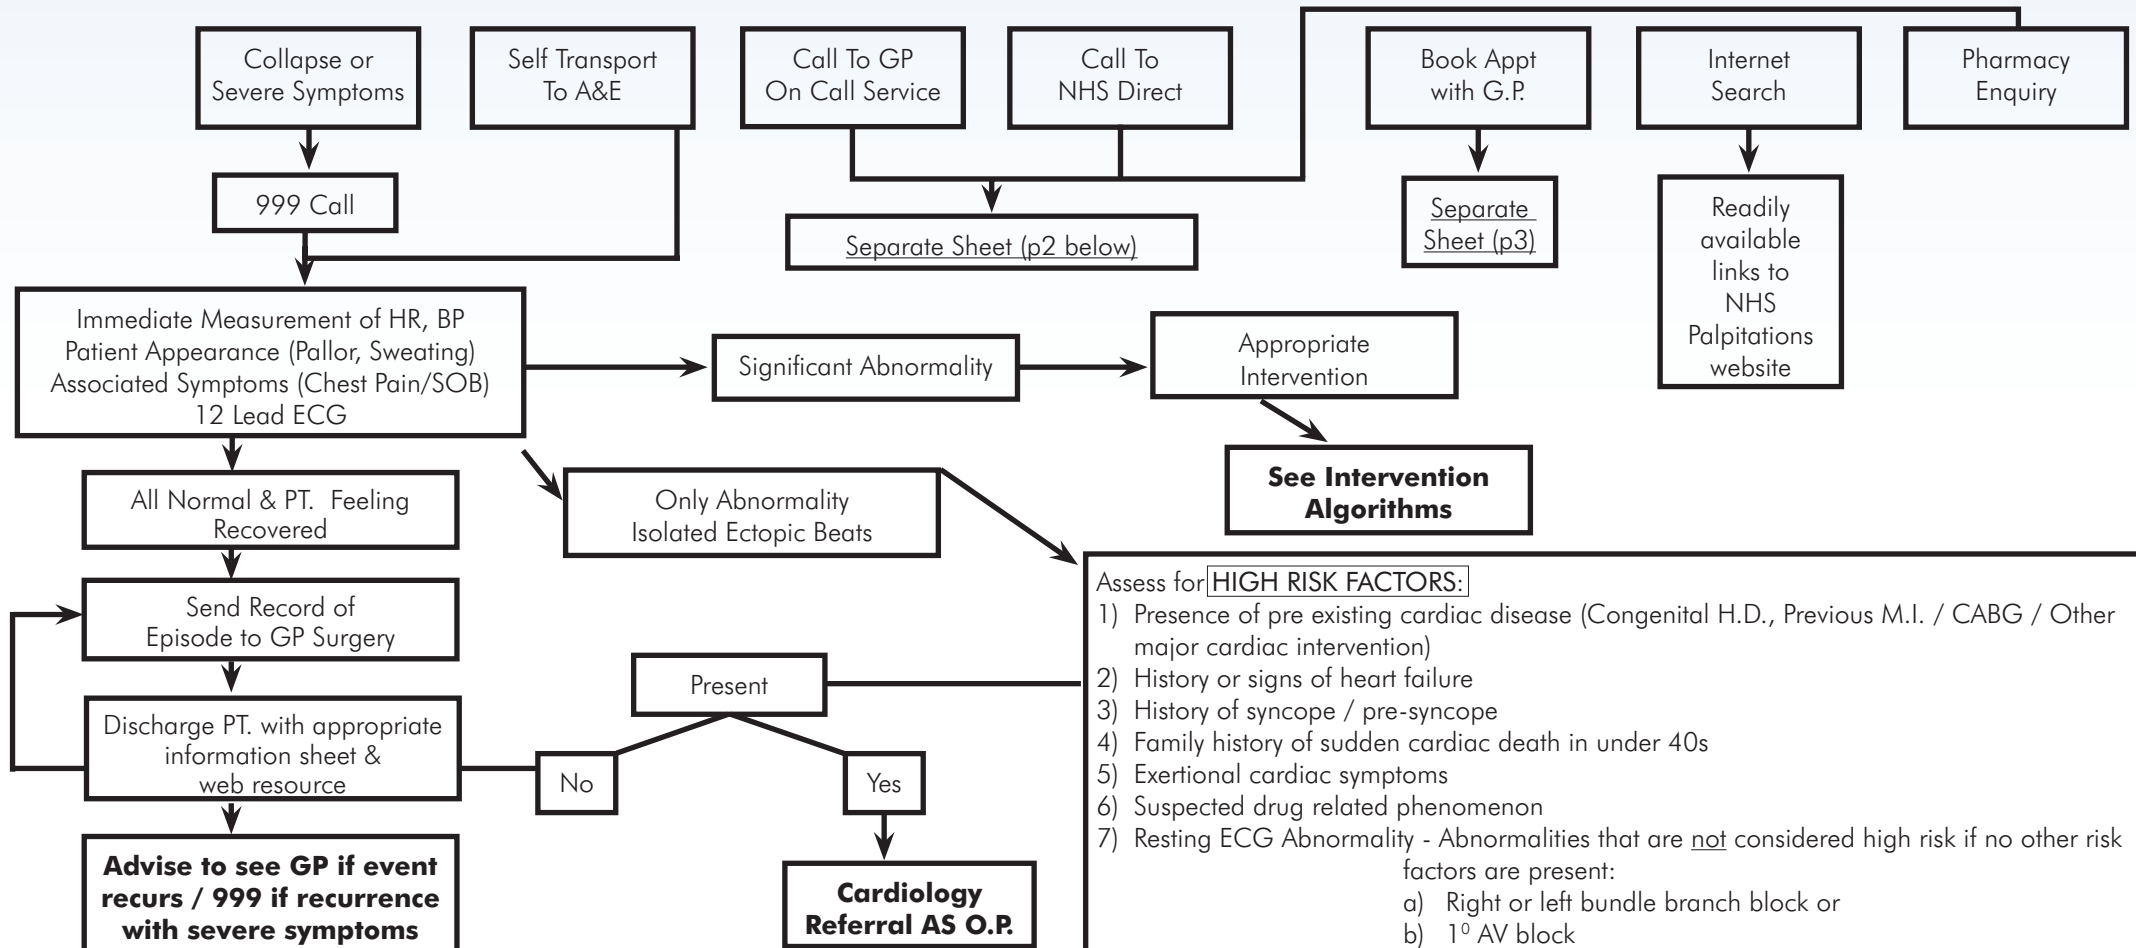 Collapse or
Severe Symptoms
Self Transport
To A&E
Call To GP
On Call Service
Call To
NHS Direct
Book Appt
with G.P.
Internet
Search
Pharmacy
Enquiry
999 Call
Separate Sheet (p2 below)
Separate
Sheet (p3)
Readily
available
links to
NHS
Palpitations
website
Immediate Measurement of HR, BP
Patient Appearance (Pallor, Sweating)
Associated Symptoms (Chest Pain/SOB)
12 Lead ECG
Significant Abnormality
Appropriate
Intervention
See Intervention
Algorithms
All Normal & PT. Feeling
Recovered
Only Abnormality
Isolated Ectopic Beats
Send Record of
Episode to GP Surgery
Discharge PT. with appropriate
information sheet &
web resource
Advise to see GP if event
recurs / 999 if recurrence
with severe symptoms
Present
No
Yes
Cardiology
Referral AS O.P.
Assess for HIGH RISK FACTORS:
1) Presence of pre existing cardiac disease (Congenital H.D., Previous M.I. / CABG / Other
major cardiac intervention)
2) History or signs of heart failure
3) History of syncope / pre-syncope
4) Family history of sudden cardiac death in under 40s
5) Exertional cardiac symptoms
6) Suspected drug related phenomenon
7) Resting ECG Abnormality - Abnormalities that are not considered high risk if no other risk
factors are present:
a) Right or left bundle branch block or
b) 1⁰ AV block